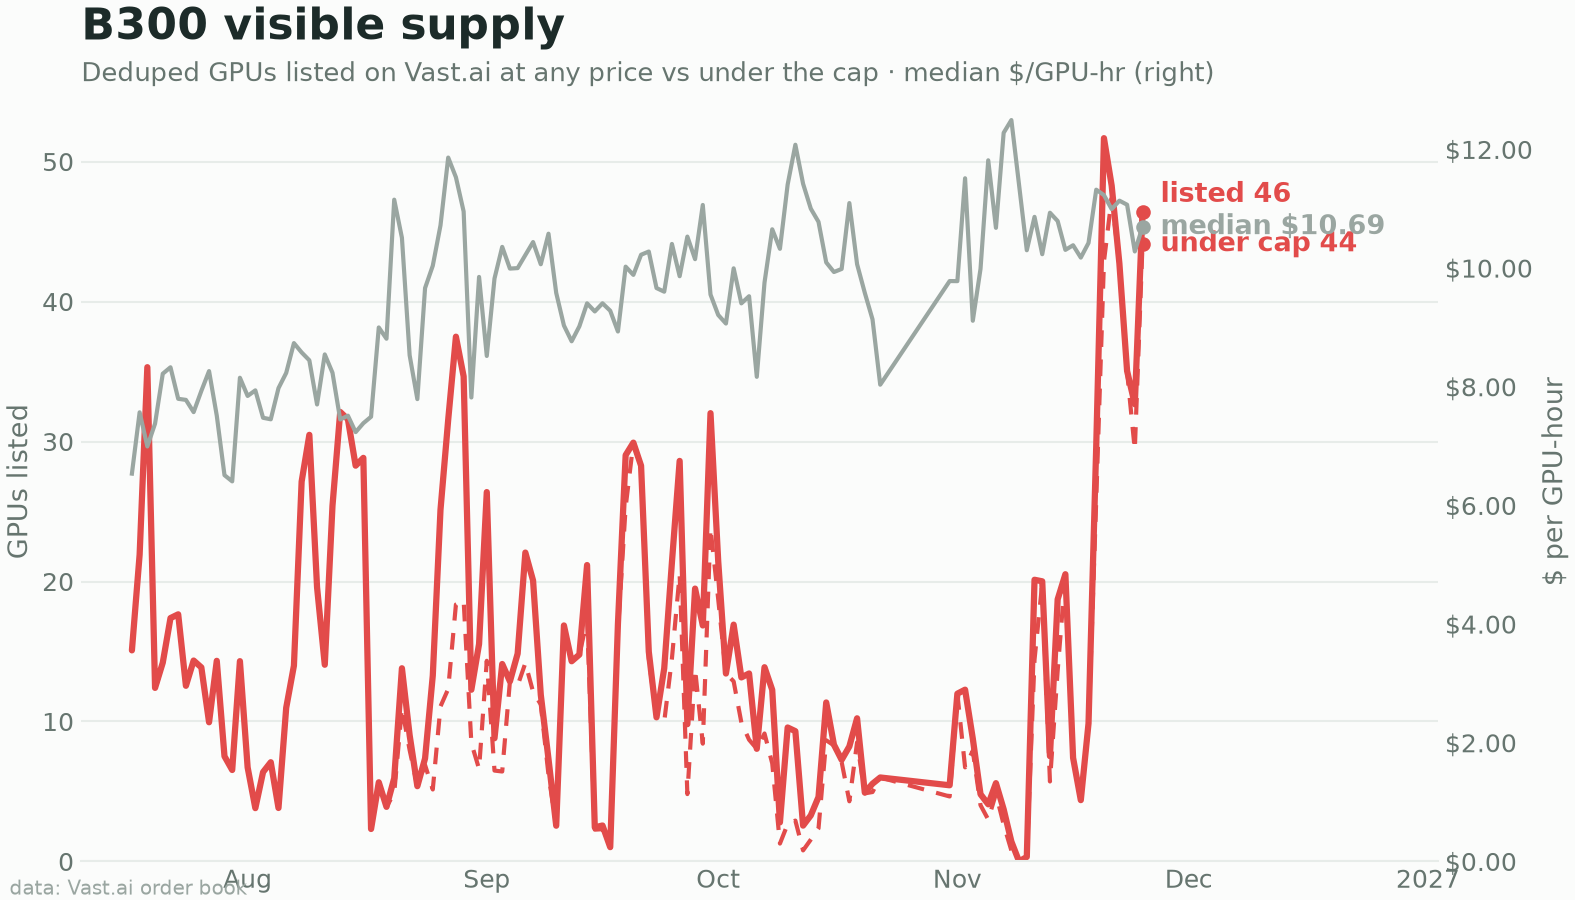 B300 visible supply
Deduped GPUs listed on Vast.ai at any price vs under the cap · median $/GPU-hr (right)
GPUs listed
50
40
30
20
10
0
$12.00
$10.00
$8.00
$6.00
$4.00
$2.00
$0.00
$ per GPU-hour
listed 46
median $10.69
under cap 44
Aug
Sep
Oct
Nov
Dec
2027
data: Vast.ai order book